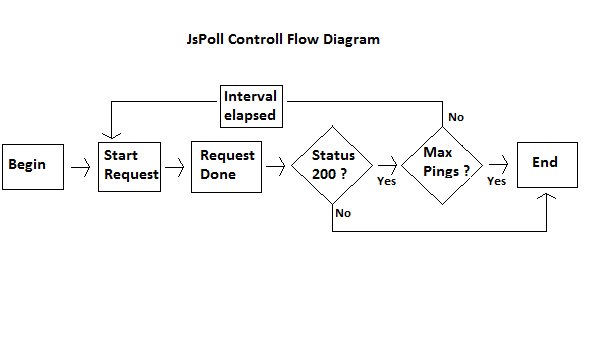 JsPoll Controll Flow Diagram
Interval
elapsed
No
Begin
Start
Request
Request
Done
Status
200 ?
Yes
Max
Pings ?
Yes
End
No